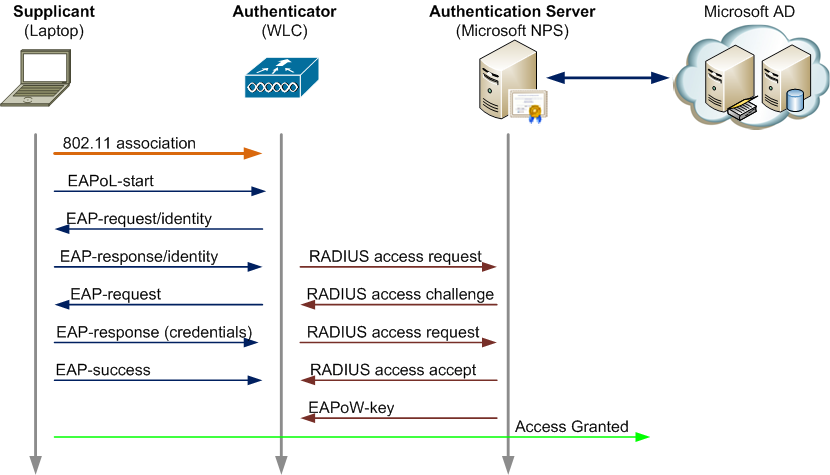 Supplicant
(Laptop)
Authenticator
(WLC)
Authentication Server
(Microsoft NPS)
Microsoft AD
802.11 association
EAPoL-start
EAP-request/identity
EAP-response/identity
RADIUS access request
EAP-request
RADIUS access challenge
EAP-response (credentials)
RADIUS access request
EAP-success
RADIUS access accept
EAPoW-key
Access Granted